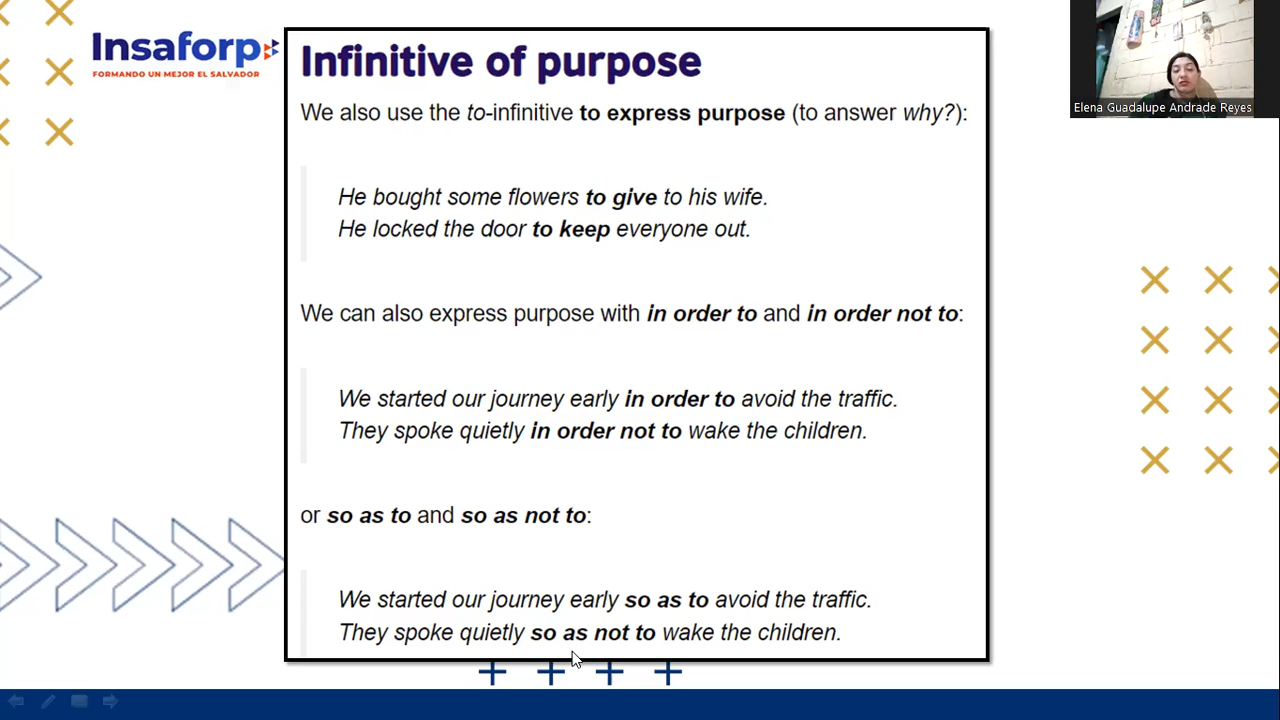 Insaforp
FORMANDO UN MEJOR EL SALVADOR
Infinitive of purpose
We also use the to-infinitive to express purpose (to answer why?):
He bought some flowers to give to his wife.
He locked the door to keep everyone out.
We can also express purpose with in order to and in order not to:
We started our journey early in order to avoid the traffic.
They spoke quietly in order not to wake the children.
or so as to and so as not to:
We started our journey early so as to avoid the traffic.
They spoke quietly so as not to wake the children.
Elena Guadalupe Andrade Reyes